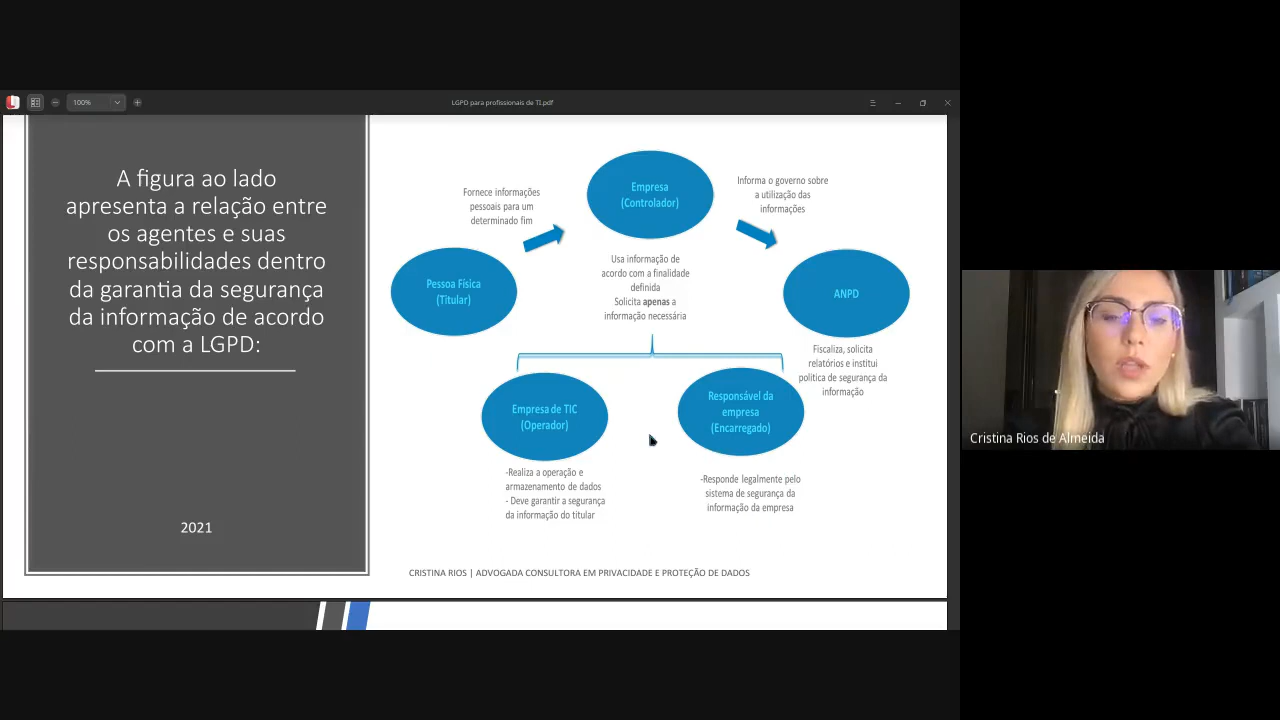 100%
LGPD para profissionais de TI.pdf
A figura ao lado
apresenta a relação entre
os agentes e suas
responsabilidades dentro
da garantia da segurança
da informação de acordo
com a LGPD:
2021
Fornece informações
pessoais para um
determinado fim
Empresa
(Controlador)
Informa o governo sobre
a utilização das
informações
Pessoa Física
(Titular)
Usa informação de
acordo com a finalidade
definida
Solicita apenas a
informação necessária
ANPD
Fiscaliza, solicita
relatórios e institui
política de segurança da
informação
Empresa de TIC
(Operador)
Responsável da
empresa
(Encarregado)
-Realiza a operação e
armazenamento de dados
- Deve garantir a segurança
da informação do titular
-Responde legalmente pelo
sistema de segurança da
informação da empresa
CRISTINA RIOS | ADVOGADA CONSULTORA EM PRIVACIDADE E PROTEÇÃO DE DADOS
Cristina Rios de Almeida